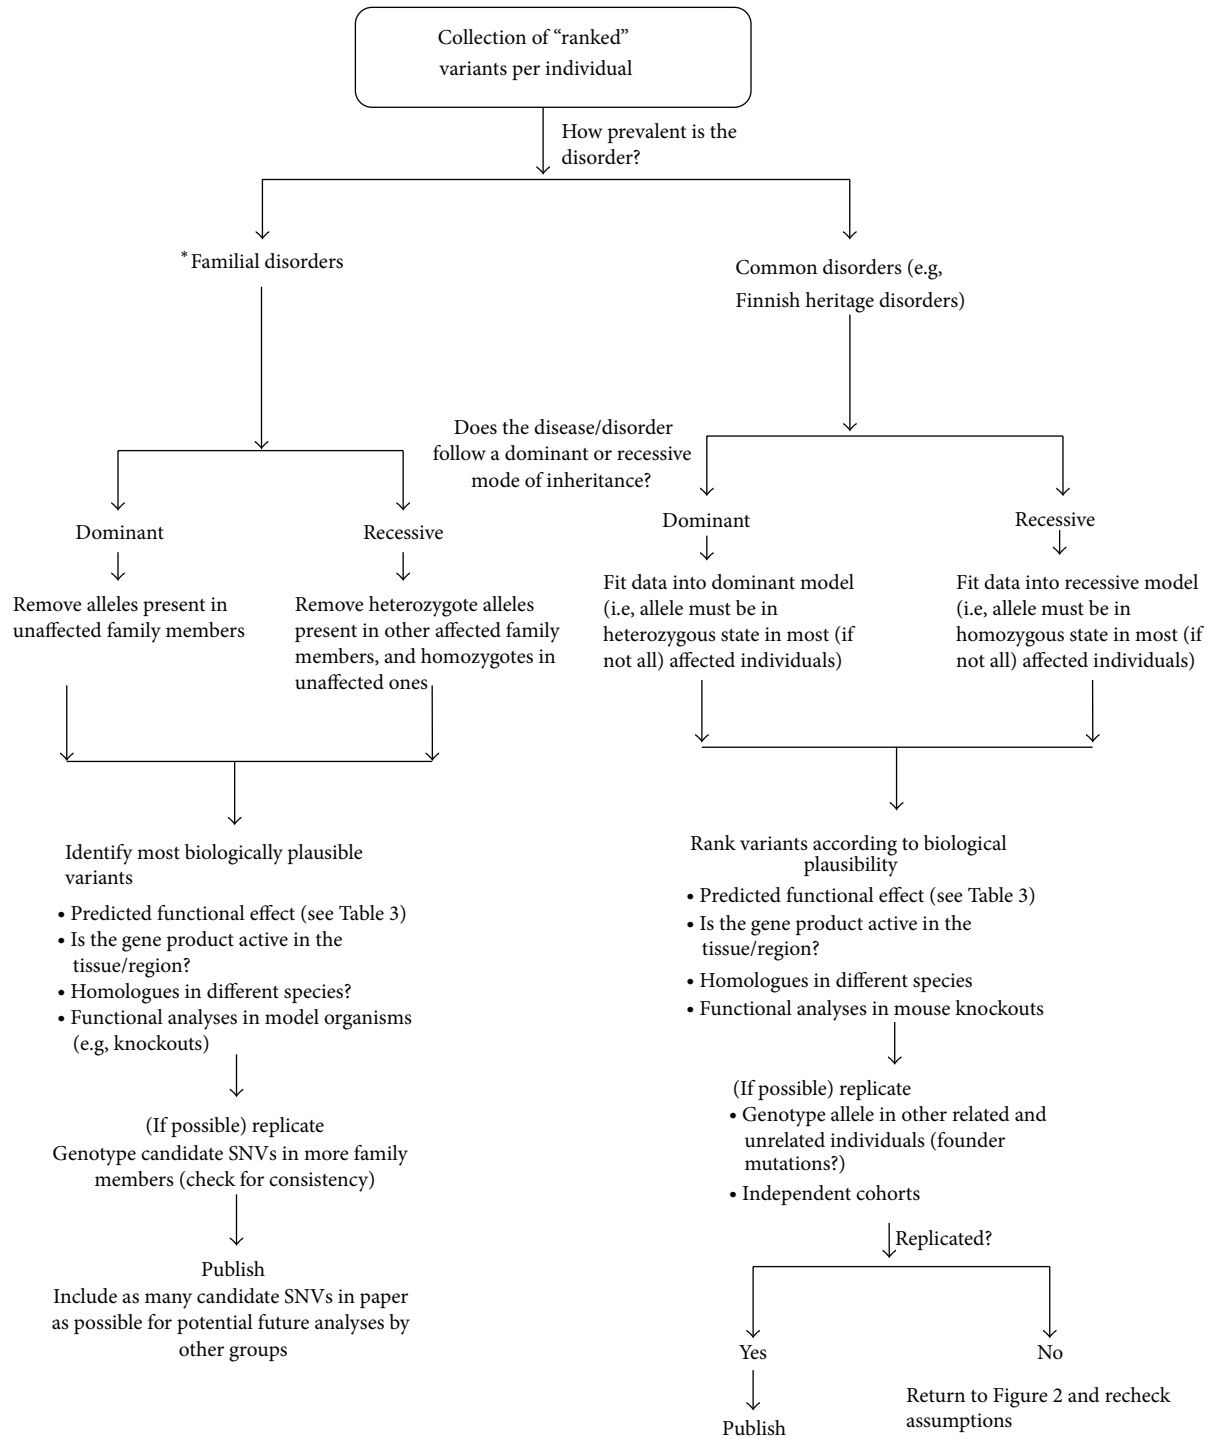 Collection of “ranked”
variants per individual
How prevalent is the
disorder?
*Familial disorders
Common disorders (e.g,
Finnish heritage disorders)
Does the disease/disorder
follow a dominant or recessive
mode of inheritance?
Dominant
Recessive
Dominant
Recessive
Remove alleles present in
unaffected family members
Remove heterozygote alleles
present in other affected family
members, and homozygotes in
unaffected ones
Fit data into dominant model
(i.e, allele must be in
heterozygous state in most (if
not all) affected individuals)
Fit data into recessive model
(i.e, allele must be in
homozygous state in most (if
not all) affected individuals)
Identify most biologically plausible
variants
• Predicted functional effect (see Table 3)
• Is the gene product active in the
tissue/region?
• Homologues in different species?
• Functional analyses in model organisms
(e.g, knockouts)
(If possible) replicate
Genotype candidate SNVs in more family
members (check for consistency)
Publish
Include as many candidate SNVs in paper
as possible for potential future analyses by
other groups
Rank variants according to biological
plausibility
• Predicted functional effect (see Table 3)
• Is the gene product active in the
tissue/region?
• Homologues in different species
• Functional analyses in mouse knockouts
(If possible) replicate
• Genotype allele in other related and
unrelated individuals (founder
mutations?)
• Independent cohorts
Replicated?
Yes
No
Publish
Return to Figure 2 and recheck
assumptions